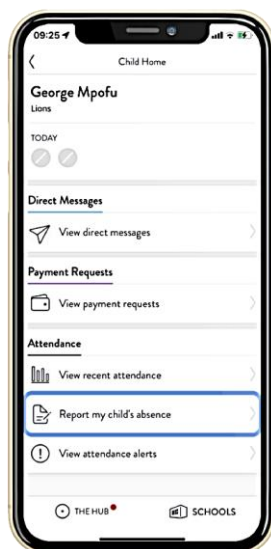 09:25
Child Home
George Mpofu
Lions
TODAY
Direct Messages
View direct messages
Payment Requests
View payment requests
Attendance
View recent attendance
Report my child's absence
View attendance alerts
THE HUB
SCHOOLS